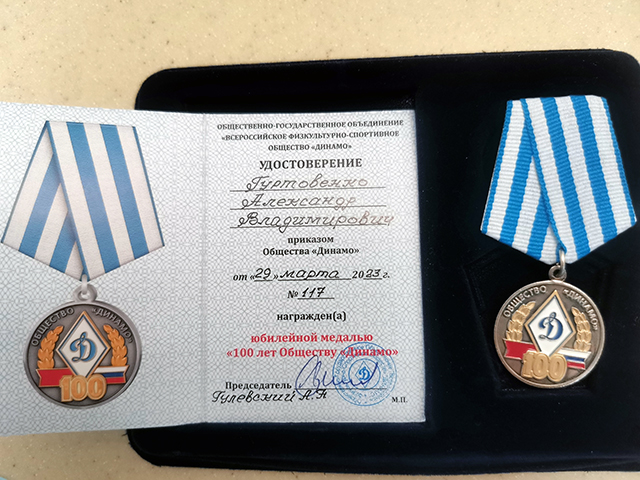 ОБЩЕСТВО «ДИНАМО»
Д
100
ОБЩЕСТВЕННО-ГОСУДАРСТВЕННОЕ ОБЪЕДИНЕНИЕ
«ВСЕРОССИЙСКОЕ ФИЗКУЛЬТУРНО-СПОРТИВНОЕ
ОБЩЕСТВО «ДИНАМО»
УДОСТОВЕРЕНИЕ
Гуртовенко
Александр
Владимирович
приказом
Общества «Динамо»
от «29» марта 2023 г.
№ 117
награжден(а)
юбилейной медалью
«100 лет Обществу «Динамо»
Председатель
Гулевский А.Н
М.П.
ОБЩЕСТВО «ДИНАМО»
Д
100